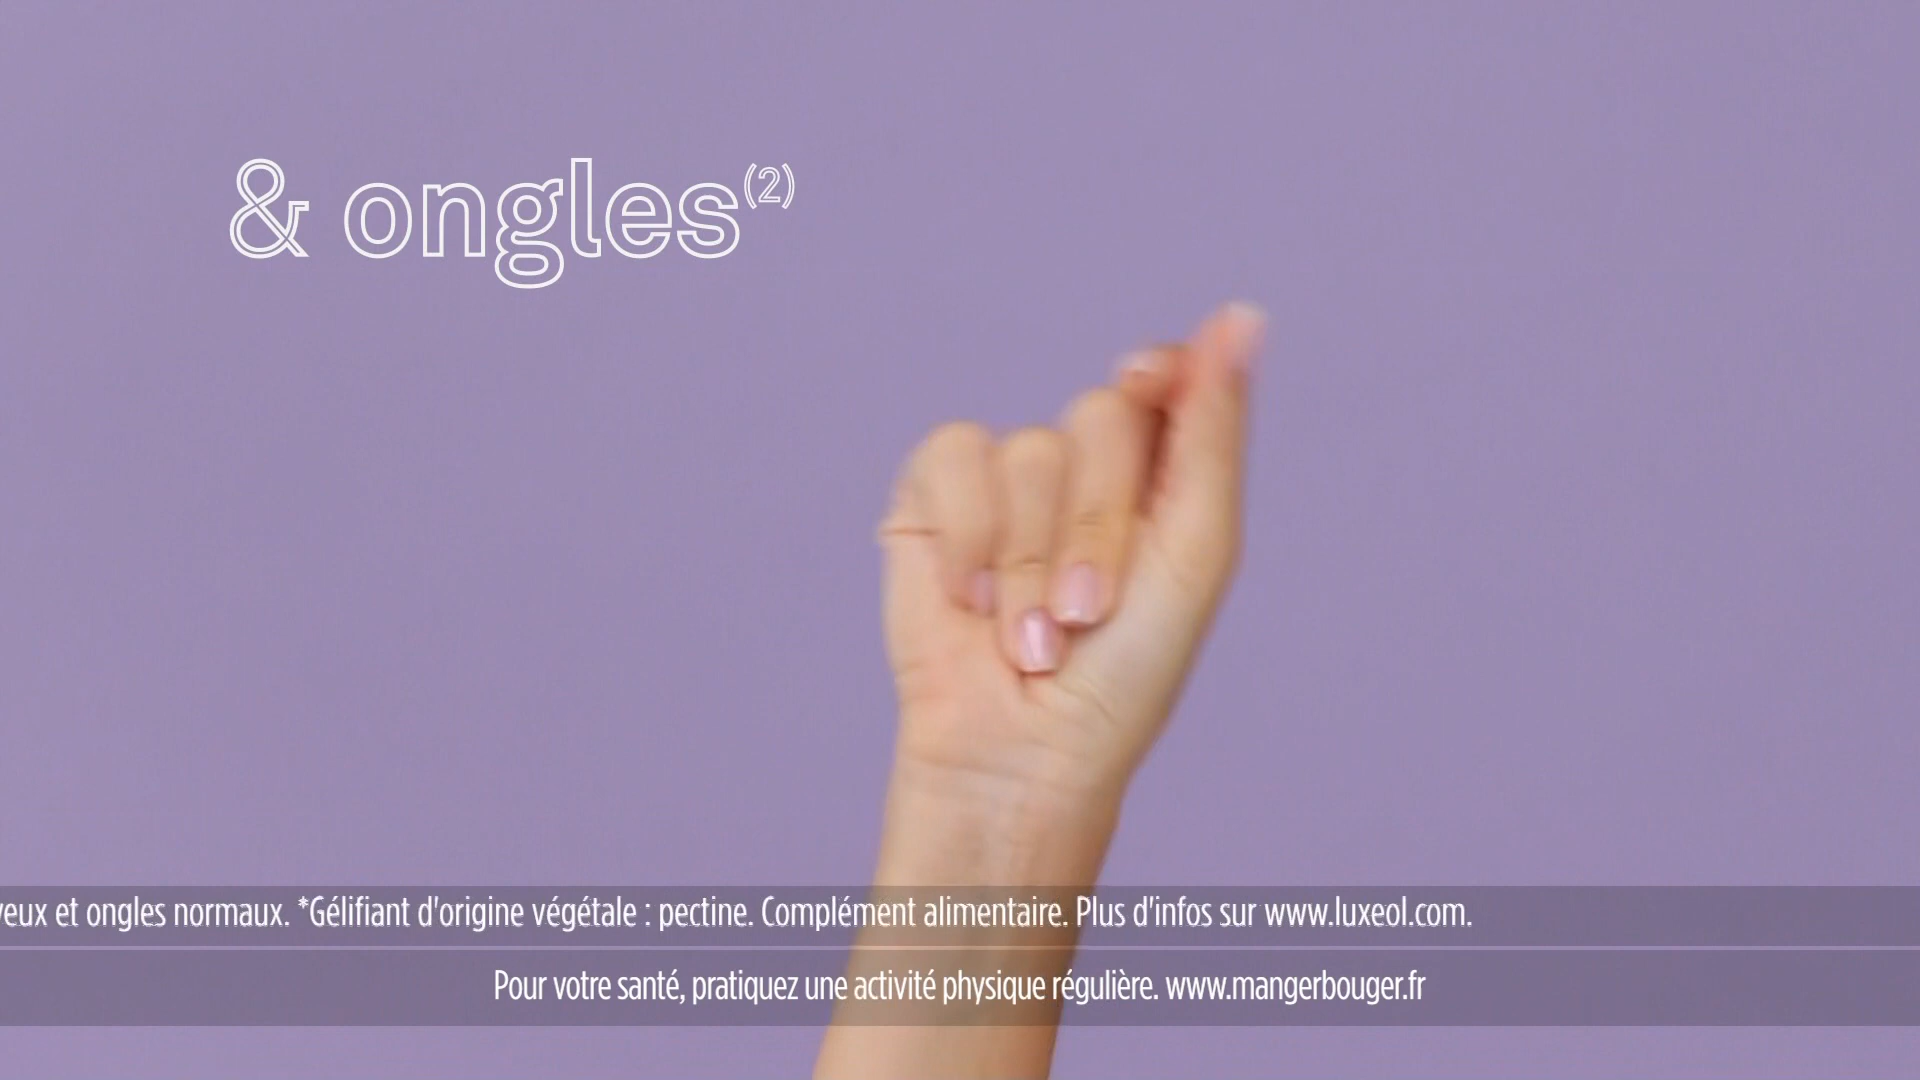 & ongles(2)
et ongles normaux. *Gélifiant d'origine végétale : pectine. Complément alimentaire. Plus d'infos sur www.luxeol.com.
Pour votre santé, pratiquez une activité physique régulière. www.mangerbouger.fr